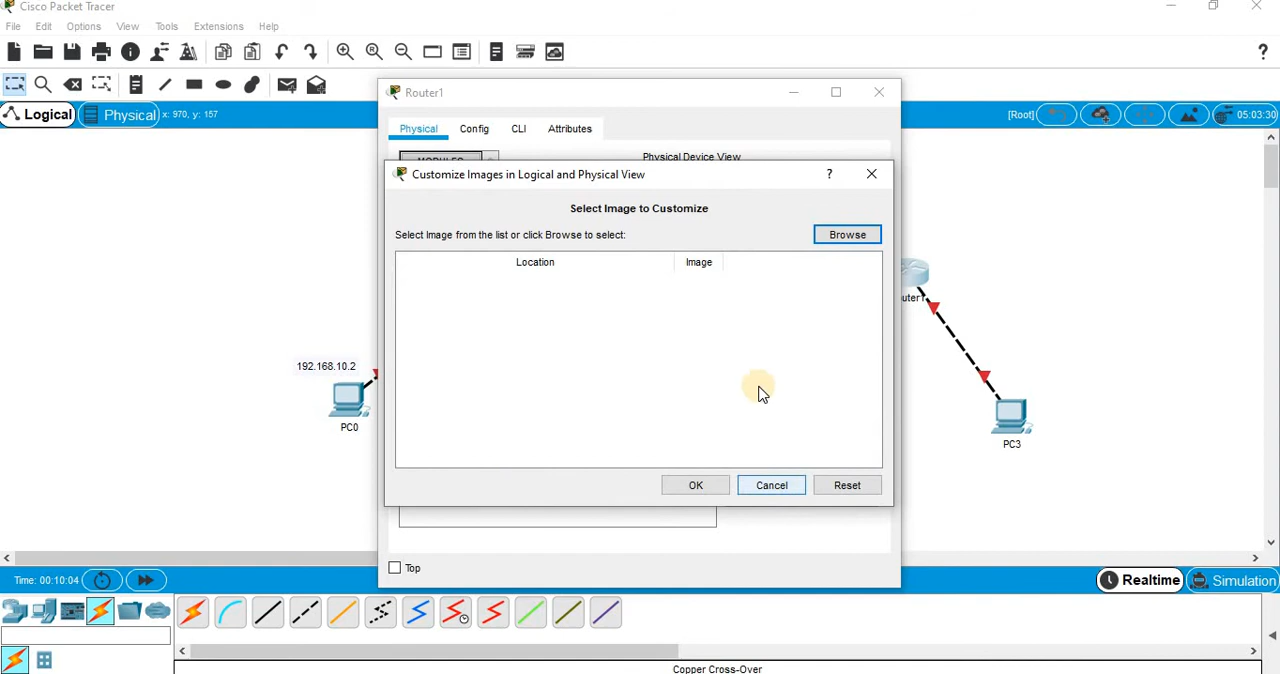 Cisco Packet Tracer
File Edit Options View Tools Extensions Help
Logical Physical x: 970, y: 157 [Root] 05:03:30
Router1
Physical Config CLI Attributes
MODULES Physical Device View
Customize Images in Logical and Physical View
Select Image to Customize
Select Image from the list or click Browse to select: Browse
Location Image
192.168.10.2
PC0
PC3
OK Cancel Reset
Top
Time: 00:10:04 Realtime Simulation
Copper Cross-Over